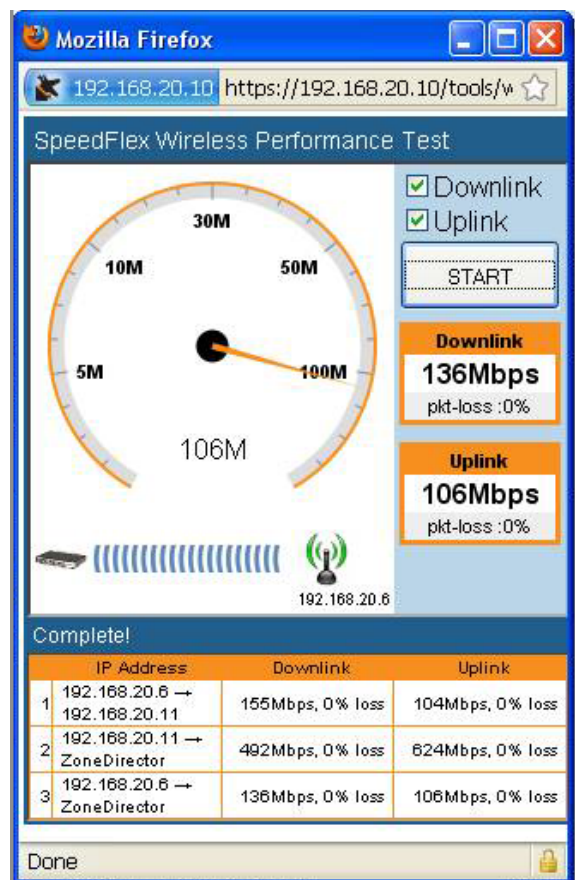 Mozilla Firefox
192.168.20.10 https://192.168.20.10/tools/w
SpeedFlex Wireless Performance Test
Downlink
Uplink
START
30M
10M
50M
5M
100M
106M
Downlink
136Mbps
pkt-loss :0%
Uplink
106Mbps
pkt-loss :0%
192.168.20.6
Complete!
IP Address Downlink Uplink
1 192.168.20.6 → 192.168.20.11 155Mbps, 0% loss 104Mbps, 0% loss
2 192.168.20.11 → ZoneDirector 492Mbps, 0% loss 624Mbps, 0% loss
3 192.168.20.6 → ZoneDirector 136Mbps, 0% loss 106Mbps, 0% loss
Done